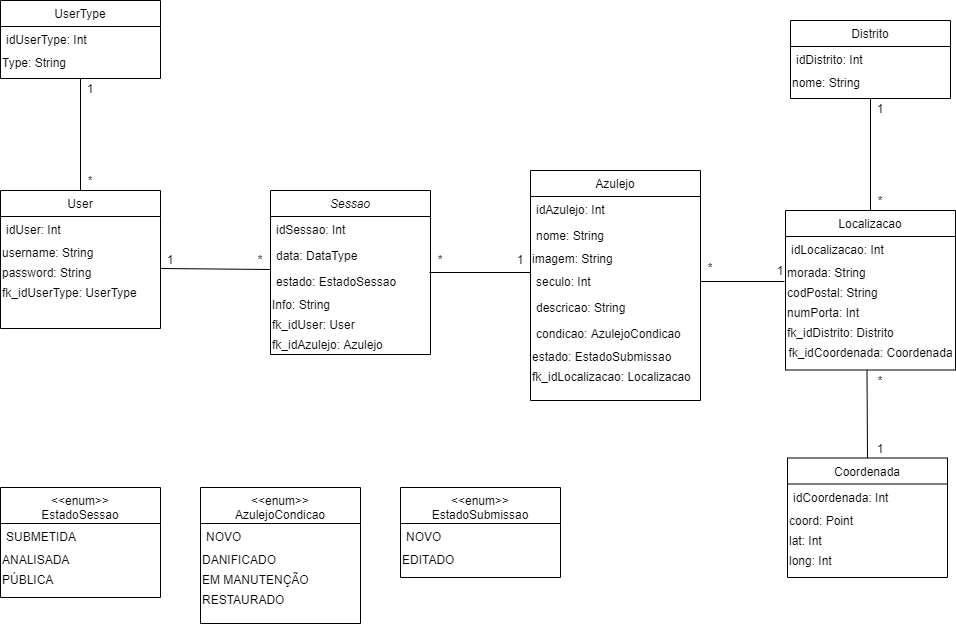 UserType
idUserType: Int
Type: String
1
*
User
idUser: Int
username: String
password: String
fk_idUserType: UserType
1
*
Sessao
idSessao: Int
data: DataType
estado: EstadoSessao
Info: String
fk_idUser: User
fk_idAzulejo: Azulejo
*
1
Azulejo
idAzulejo: Int
nome: String
imagem: String
seculo: Int
descricao: String
condicao: AzulejoCondicao
estado: EstadoSubmissao
fk_idLocalizacao: Localizacao
*
1
Distrito
idDistrito: Int
nome: String
1
*
Localizacao
idLocalizacao: Int
morada: String
codPostal: String
numPorta: Int
fk_idDistrito: Distrito
fk_idCoordenada: Coordenada
*
1
Coordenada
idCoordenada: Int
coord: Point
lat: Int
long: Int
<<enum>>
EstadoSessao
SUBMETIDA
ANALISADA
PÚBLICA
<<enum>>
AzulejoCondicao
NOVO
DANIFICADO
EM MANUTENÇÃO
RESTAURADO
<<enum>>
EstadoSubmissao
NOVO
EDITADO